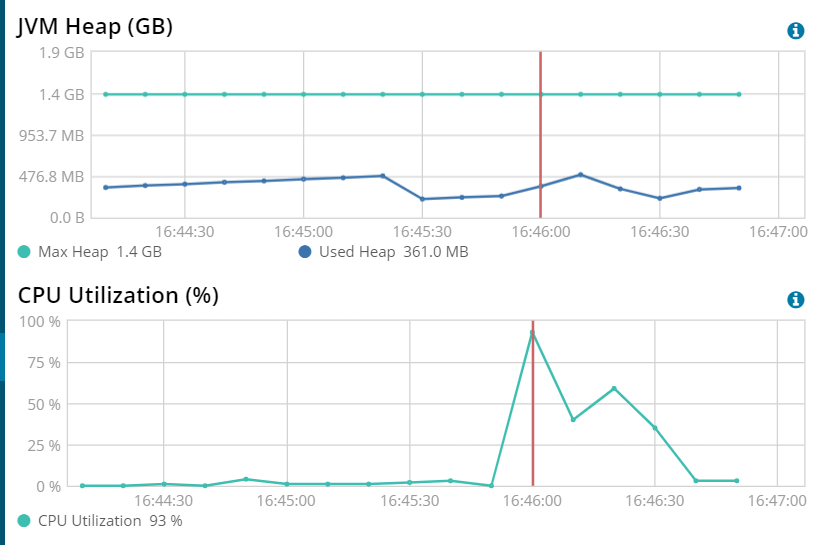 JVM Heap (GB)
1.9 GB
1.4 GB
953.7 MB
476.8 MB
0.0 B
16:44:30 16:45:00 16:45:30 16:46:00 16:46:30 16:47:00
Max Heap 1.4 GB Used Heap 361.0 MB
CPU Utilization (%)
100 %
75 %
50 %
25 %
0 %
16:44:30 16:45:00 16:45:30 16:46:00 16:46:30 16:47:00
CPU Utilization 93 %